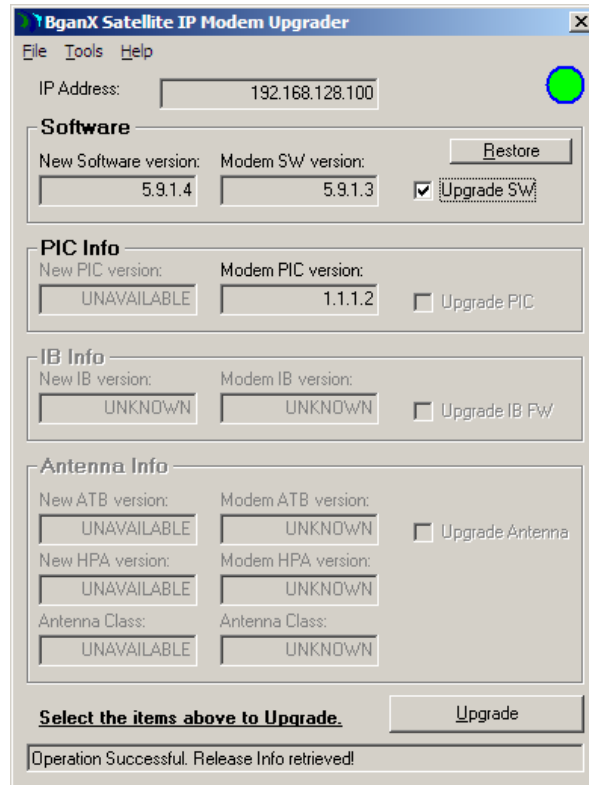 BganX Satellite IP Modem Upgrader
File Tools Help
IP Address: 192.168.128.100
Software
Restore
New Software version: Modem SW version:
5.9.1.4 5.9.1.3 Upgrade SW
PIC Info
New PIC version: Modem PIC version:
UNAVAILABLE 1.1.1.2 Upgrade PIC
IB Info
New IB version: Modem IB version:
UNKNOWN UNKNOWN Upgrade IB FW
Antenna Info
New ATB version: Modem ATB version:
UNAVAILABLE UNKNOWN Upgrade Antenna
New HPA version: Modem HPA version:
UNAVAILABLE UNKNOWN
Antenna Class: Antenna Class:
UNAVAILABLE UNKNOWN
Select the items above to Upgrade. Upgrade
Operation Successful. Release Info retrieved!